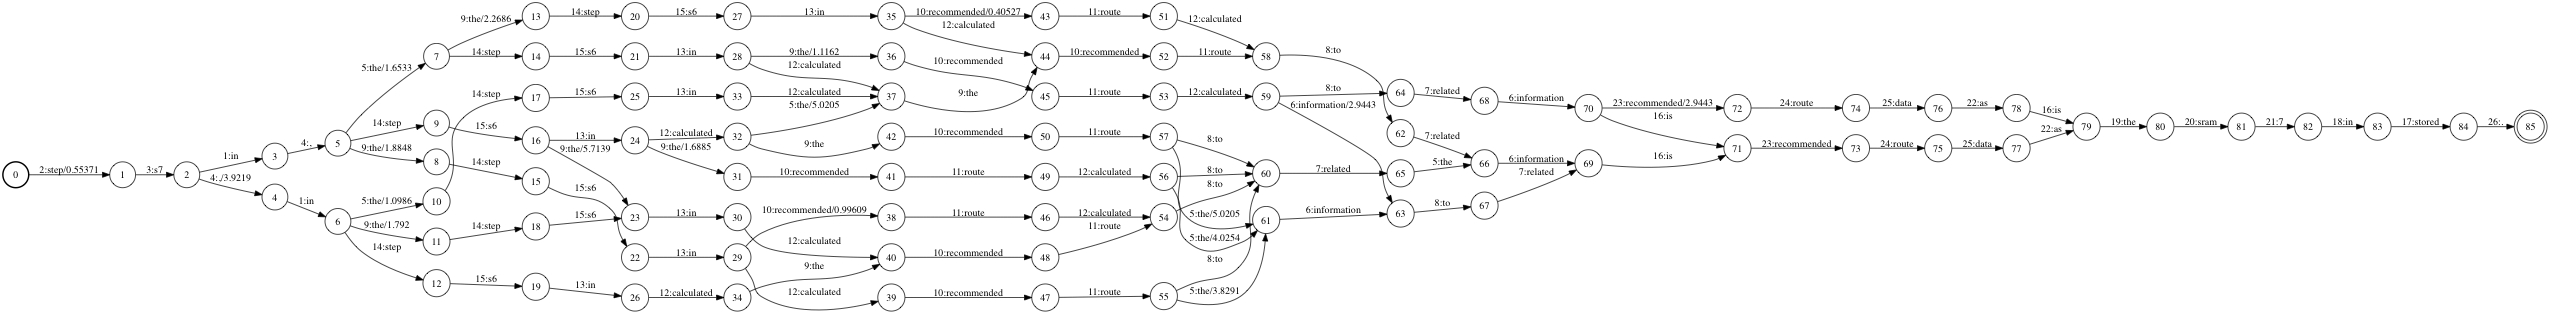 9:the/2.2686 13 14:step 20 15:s6 27 13:in 35 10:recommended/0.40527 43 11:route 51 12:calculated
12:calculated
7 14:step 14 15:s6 21 13:in 28 9:the/1.1162 36 10:recommended 44 10:recommended 52 11:route 58 8:to
5:the/1.6533 12:calculated
14:step 17 15:s6 25 13:in 33 12:calculated 37 9:the 45 11:route 53 12:calculated 59 8:to 64 7:related 68 6:information 70 23:recommended/2.9443 72 24:route 74 25:data 76 22:as 78 16:is
5:the/5.0205 6:information/2.9443 16:is
14:step 9 15:s6 16 13:in 24 12:calculated 32 9:the 42 10:recommended 50 11:route 57 8:to 62 7:related
4:. 5 79 19:the 80 20:sram 81 21:7 82 18:in 83 17:stored 84 26:. 85
22:as
9:the/1.8848 9:the/5.7139 9:the/1.6885
1:in 3 8 14:step 66 6:information 69 16:is 71 23:recommended 73 24:route 75 25:data 77
0 2:step/0.55371 1 3:s7 2 15 15:s6 31 10:recommended 41 11:route 49 12:calculated 56 8:to 60 7:related 65 5:the 7:related
4:./3.9219 4 1:in 5:the/1.0986 10 8:to
6 9:the/1.792 11 14:step 18 15:s6 23 13:in 30 10:recommended/0.99609 38 11:route 46 12:calculated 54 5:the/5.0205 61 6:information 63 8:to 67
14:step 12:calculated 11:route 5:the/4.0254
22 13:in 29 9:the 40 10:recommended 48 8:to
12 15:s6 19 13:in 26 12:calculated 34 12:calculated 39 10:recommended 47 11:route 55 5:the/3.8291